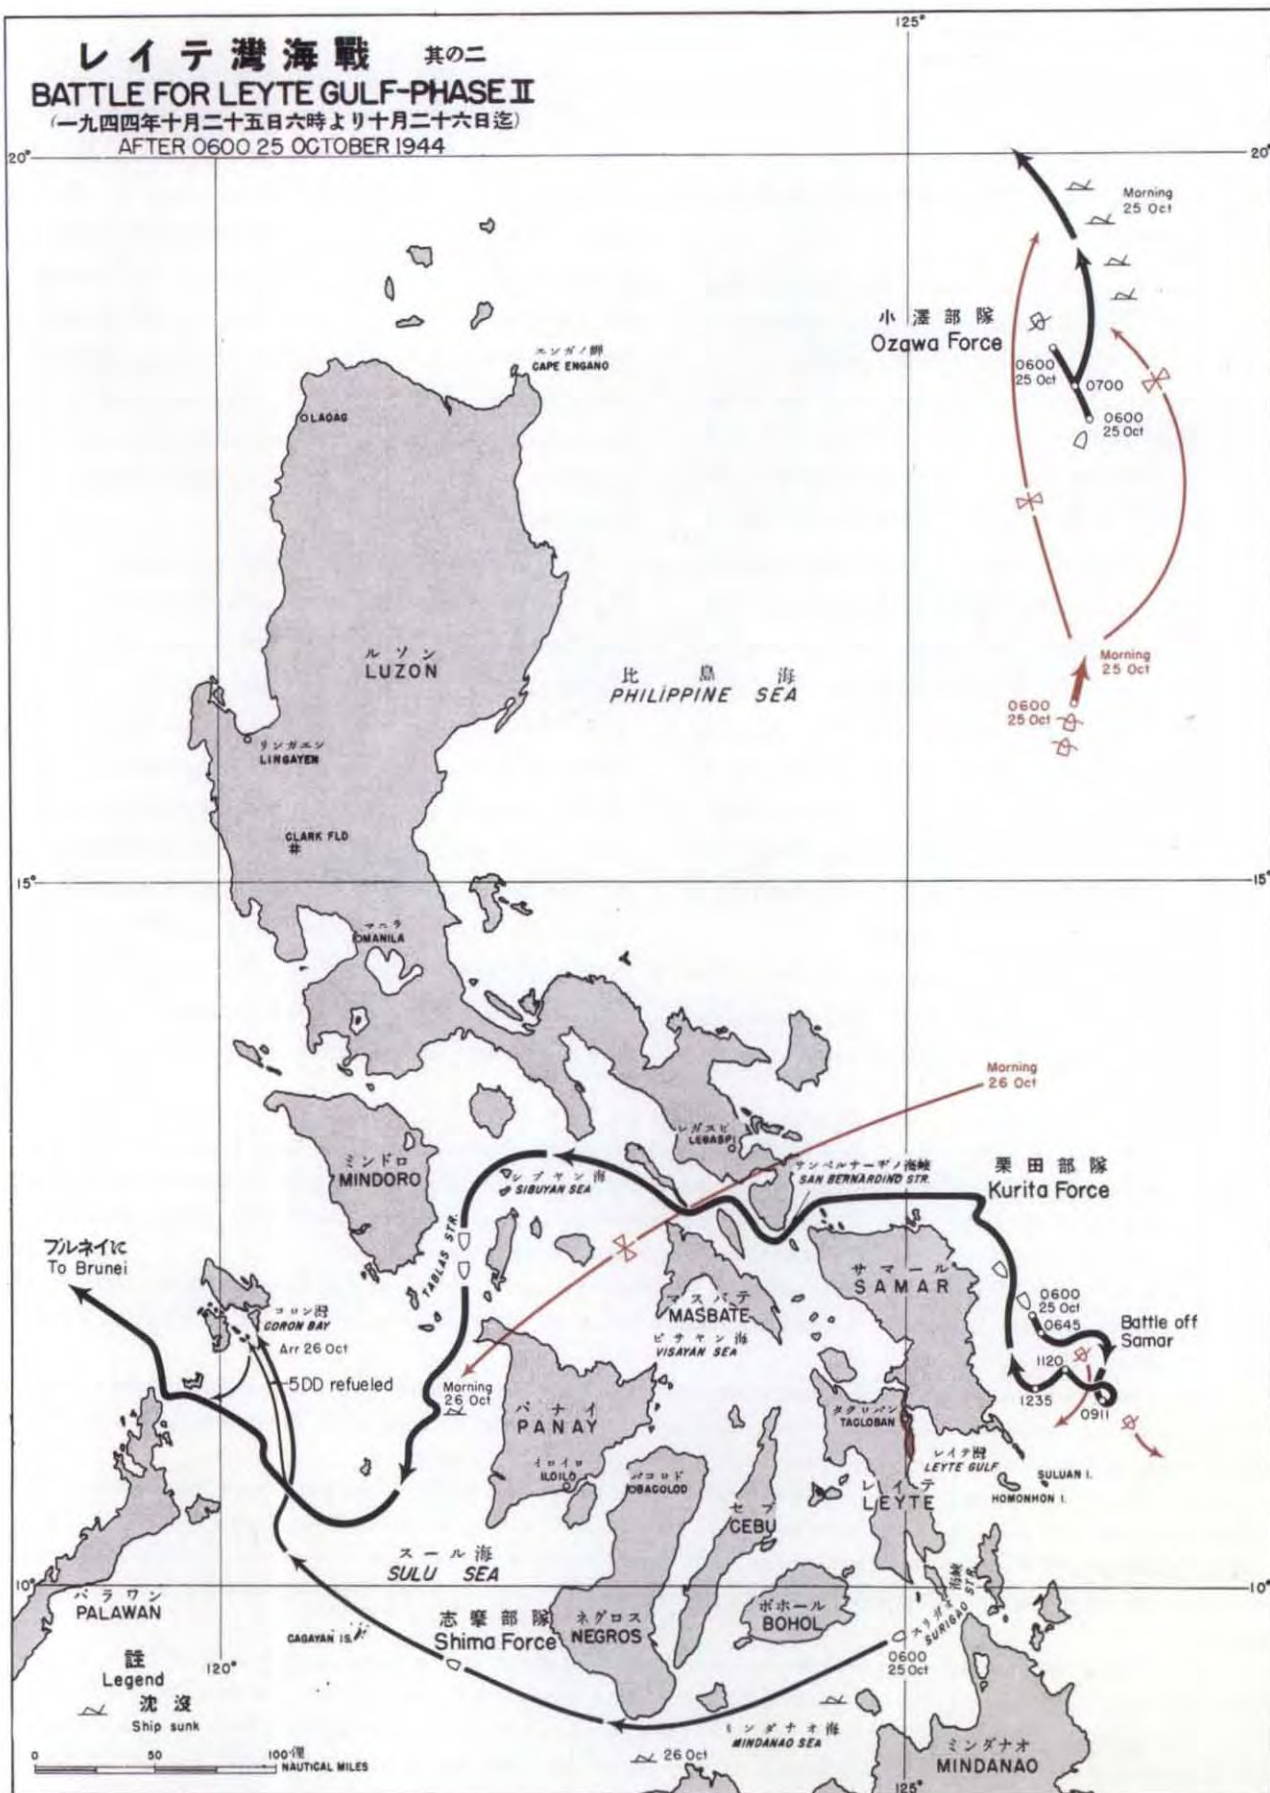 レイテ灣海戰 其の二
BATTLE FOR LEYTE GULF-PHASE II
(一九四四年十月二十五日六時より十月二十六日迄)
AFTER 0600 25 OCTOBER 1944
125°
20°
20°
Morning
25 Oct
小澤部隊
Ozawa Force
0600
25 Oct
0700
0600
25 Oct
エンガノ岬
CAPE ENGANO
LAOAG
ルソン
LUZON
比島海
PHILIPPINE SEA
Morning
25 Oct
0600
25 Oct
リンガエン
LINGAYEN
CLARK FLD
15°
15°
マニラ
MANILA
Morning
26 Oct
レガスピ
LEGASPI
サンベルナーヂノ海峽
SAN BERNARDINO STR.
栗田部隊
Kurita Force
ミンドロ
MINDORO
シブヤン海
SIBUYAN SEA
TABLAS STR.
ブルネイに
To Brunei
サマール
SAMAR
マスバテ
MASBATE
0600
25 Oct
0645
Battle off
Samar
コロン灣
CORON BAY
Arr 26 Oct
ビサヤン海
VISAYAN SEA
1120
5DD refueled
Morning
26 Oct
1235
0911
パナイ
PANAY
タクロバン
TACLOBAN
レイテ灣
LEYTE GULF
SULUAN I.
HOMONHON I.
イロイロ
ILOILO
バコロド
BACOLOD
セブ
CEBU
レイテ
LEYTE
スール海
SULU SEA
10°
10°
パラワン
PALAWAN
志摩部隊
Shima Force
ネグロス
NEGROS
ボホール
BOHOL
スリガオ海峽
SURIGAO STR.
CAGAYAN IS.
0600
25 Oct
120°
註
Legend
沈沒
Ship sunk
ミンダナオ海
MINDANAO SEA
26 Oct
ミンダナオ
MINDANAO
125°
0 50 100 浬
NAUTICAL MILES